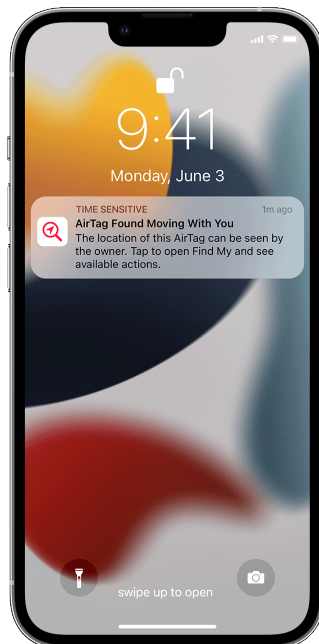 9:41
Monday, June 3
TIME SENSITIVE 1m ago
AirTag Found Moving With You
The location of this AirTag can be seen by
the owner. Tap to open Find My and see
available actions.
swipe up to open